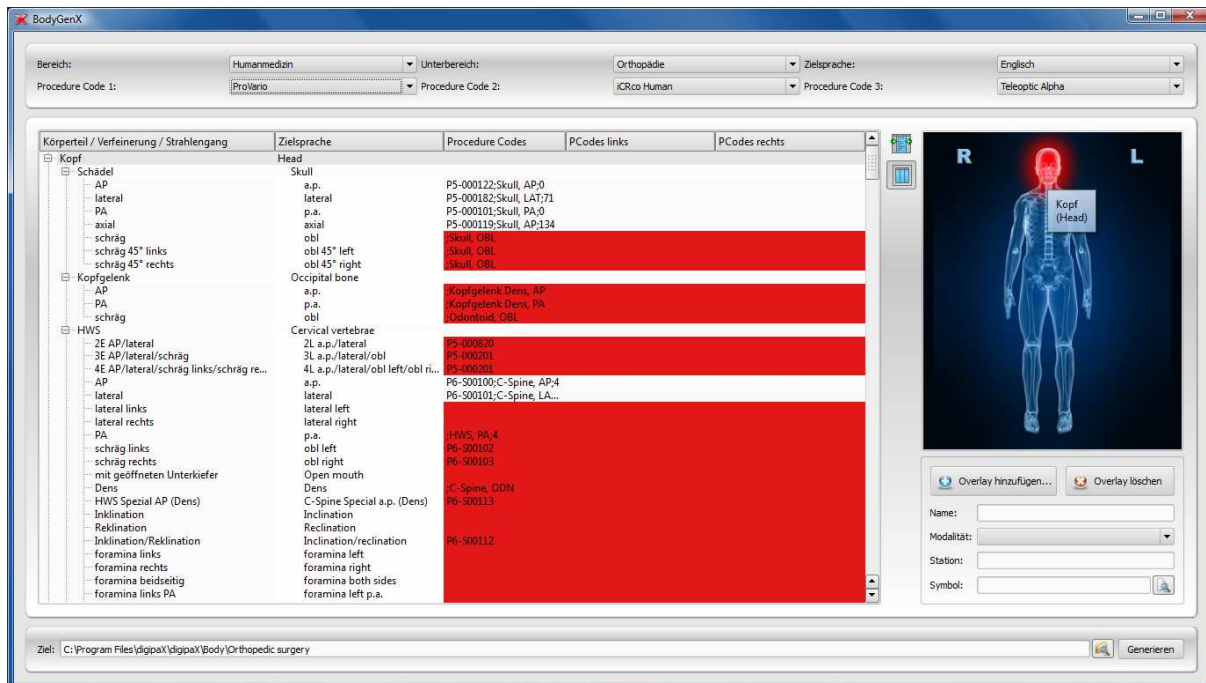 BodyGenX
Bereich: Humanmedizin Unterbereich: Orthopädie Zielsprache: Englisch
Procedure Code 1: ProVario Procedure Code 2: iCRco Human Procedure Code 3: Teleoptic Alpha
Körperteil / Verfeinerung / Strahlengang Zielsprache Procedure Codes PCodes links PCodes rechts
Kopf Head
Schädel Skull
AP a.p. P5-000122;Skull, AP;0
lateral lateral P5-000182;Skull, LAT;71
PA p.a. P5-000101;Skull, PA;0
axial axial P5-000119;Skull, AP;134
schräg obl ;Skull, OBL
schräg 45° links obl 45° left ;Skull, OBL
schräg 45° rechts obl 45° right ;Skull, OBL
Kopfgelenk Occipital bone
AP a.p. ;Kopfgelenk Dens, AP
PA p.a. ;Kopfgelenk Dens, PA
schräg obl ;Odontoid, OBL
HWS Cervical vertebrae
2E AP/lateral 2L a.p./lateral P5-000820
3E AP/lateral/schräg 3L a.p./lateral/obl P5-000201
4E AP/lateral/schräg links/schräg re... 4L a.p./lateral/obl left/obl ri... P5-000201
AP a.p. P6-S00100;C-Spine, AP;4
lateral lateral P6-S00101;C-Spine, LA...
lateral links lateral left
lateral rechts lateral right
PA p.a. ;HWS, PA;4
schräg links obl left P6-S00102
schräg rechts obl right P6-S00103
mit geöffneten Unterkiefer Open mouth
Dens Dens ;C-Spine, ODN
HWS Spezial AP (Dens) C-Spine Special a.p. (Dens) P6-S00113
Inklination Inclination
Reklination Reclination
Inklination/Reklination Inclination/reclination P6-S00112
foramina links foramina left
foramina rechts foramina right
foramina beidseitig foramina both sides
foramina links PA foramina left p.a.
R L
Kopf
(Head)
Overlay hinzufügen... Overlay löschen
Name:
Modalität:
Station:
Symbol:
Ziel: C:\Program Files\digipaX\digipaX\Body\Orthopedic surgery Generieren